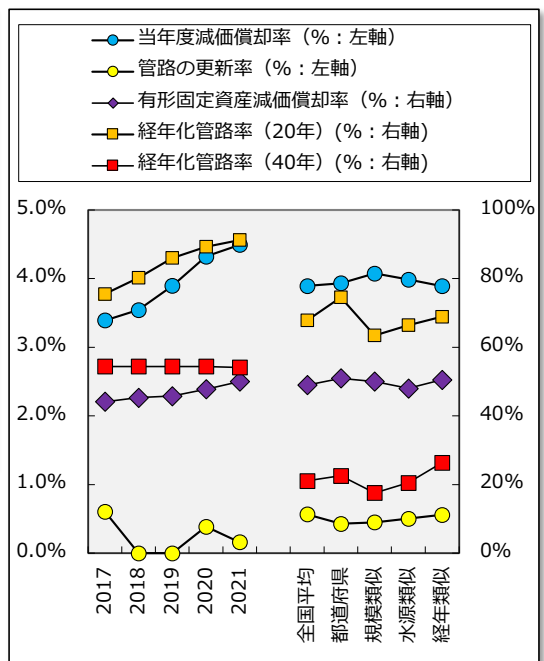 当年度減価償却率（%：左軸）
管路の更新率（%：左軸）
有形固定資産減価償却率（%：右軸）
経年化管路率（20年）(%：右軸)
経年化管路率（40年）(%：右軸)
5.0%
4.0%
3.0%
2.0%
1.0%
0.0%
100%
80%
60%
40%
20%
0%
2017
2018
2019
2020
2021
全国平均
都道府県
規模類似
水源類似
経年類似